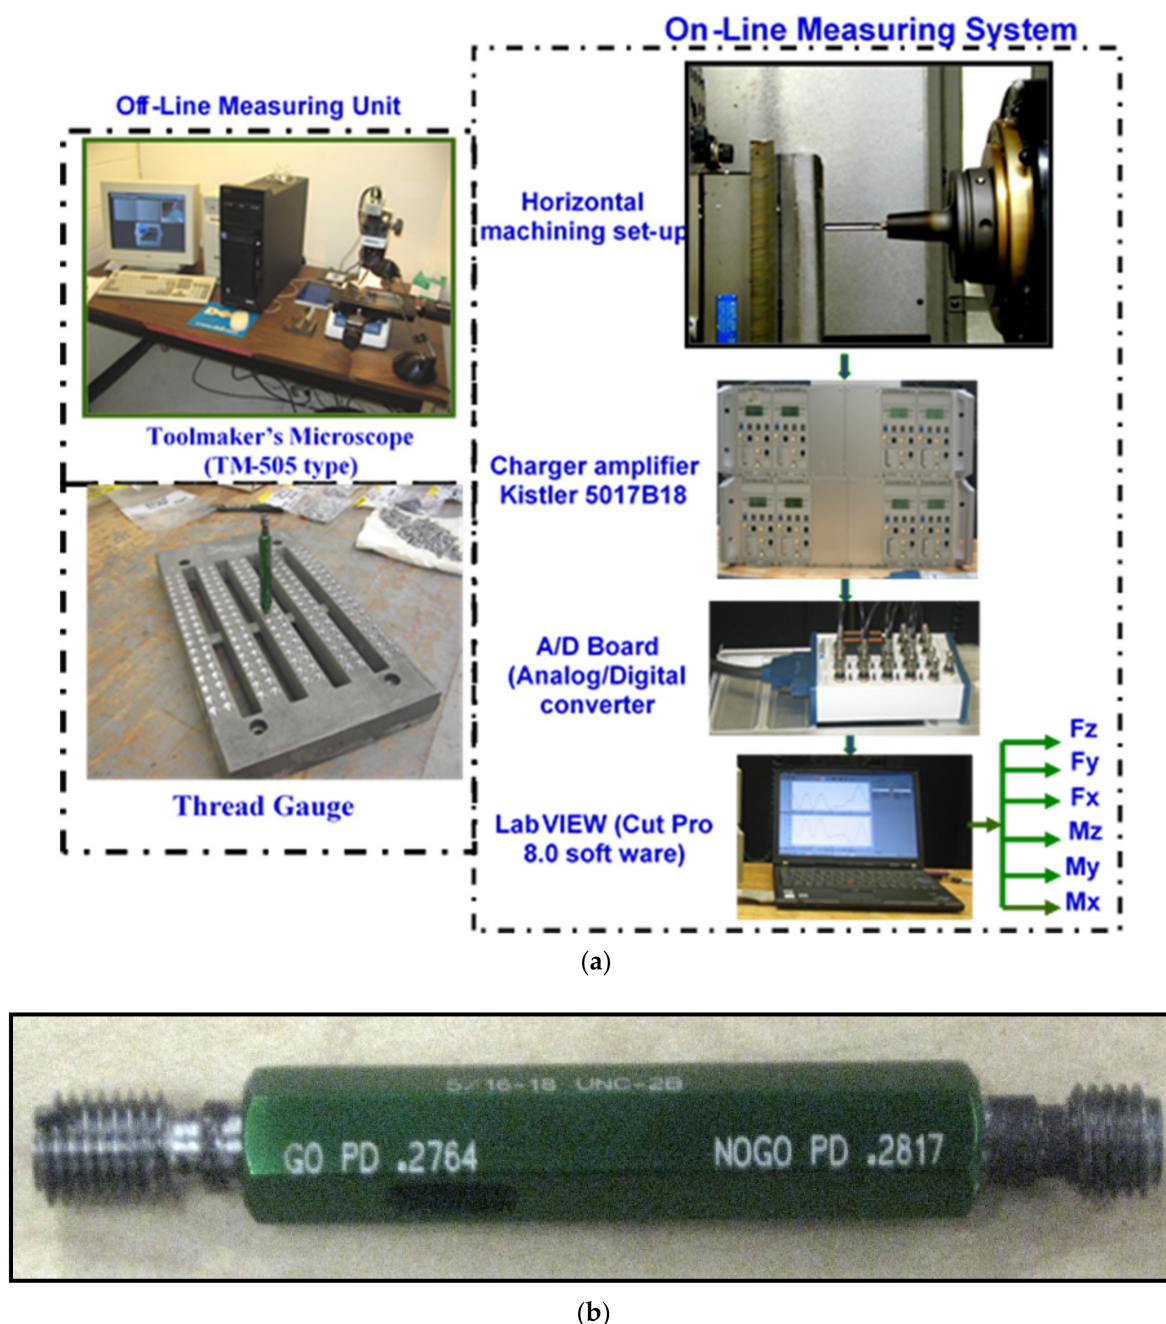 On-Line Measuring System
Off-Line Measuring Unit
Horizontal
machining set-up
Toolmaker's Microscope
(TM-505 type)
Charger amplifier
Kistler 5017B18
A/D Board
(Analog/Digital
converter
Thread Gauge
LabVIEW (Cut Pro
8.0 soft ware)
Fz
Fy
Fx
Mz
My
Mx
(a)
5/16-18 UNC-2B
GO PD .2764
NOGO PD .2817
(b)